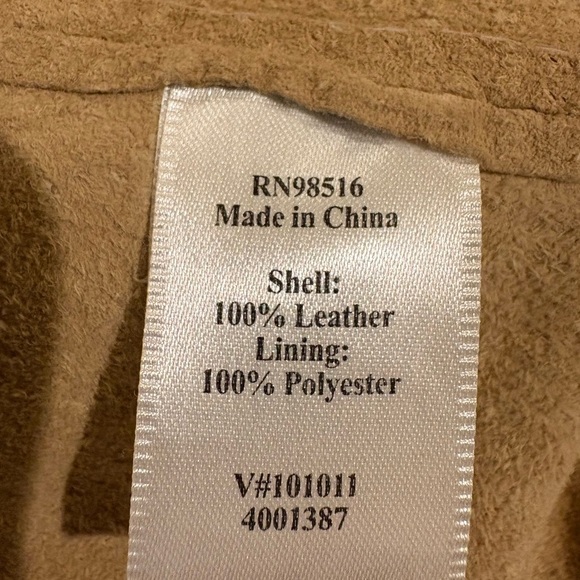 RN98516
Made in China
Shell:
100% Leather
Lining:
100% Polyester
V#101011
4001387